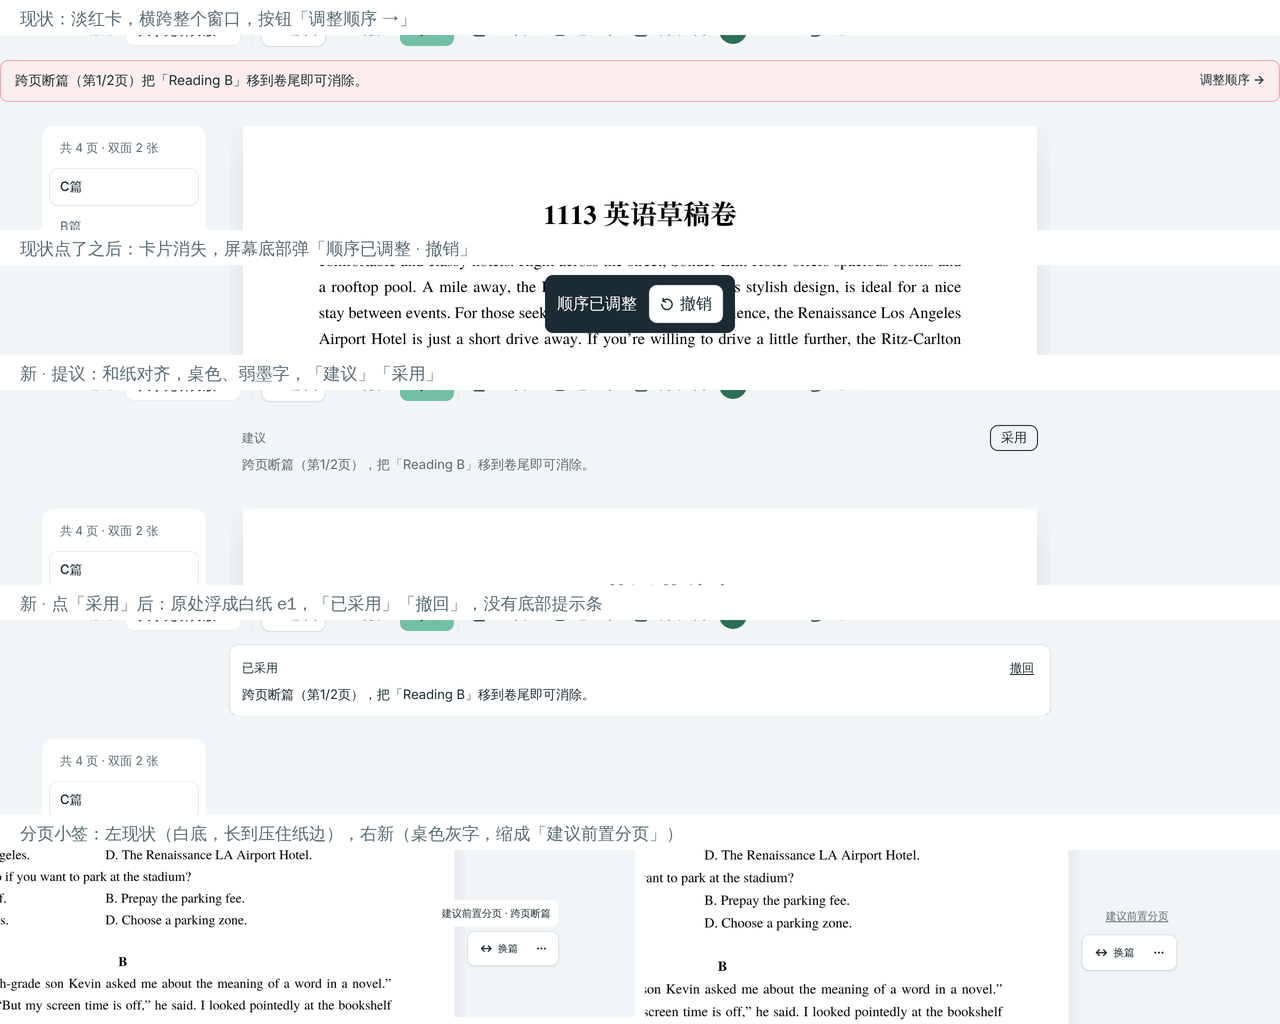 现状：淡红卡，横跨整个窗口，按钮「调整顺序 →」
跨页断篇（第1/2页）把「Reading B」移到卷尾即可消除。
调整顺序 →
共 4 页 · 双面 2 张
C篇
1113 英语草稿卷
B篇
现状点了之后：卡片消失，屏幕底部弹「顺序已调整 · 撤销」
a rooftop pool. A mile away, the
s stylish design, is ideal for a nice
顺序已调整
撤销
stay between events. For those seek
ence, the Renaissance Los Angeles
Airport Hotel is just a short drive away. If you're willing to drive a little further, the Ritz-Carlton
新 · 提议：和纸对齐，桌色、弱墨字，「建议」「采用」
建议
采用
跨页断篇（第1/2页），把「Reading B」移到卷尾即可消除。
共 4 页 · 双面 2 张
C篇
新 · 点「采用」后：原处浮成白纸 e1，「已采用」「撤回」，没有底部提示条
已采用
撤回
跨页断篇（第1/2页），把「Reading B」移到卷尾即可消除。
共 4 页 · 双面 2 张
C篇
分页小签：左现状（白底，长到压住纸边），右新（桌色灰字，缩成「建议前置分页」）
geles.
D. The Renaissance LA Airport Hotel.
if you want to park at the stadium?
f.
B. Prepay the parking fee.
s.
D. Choose a parking zone.
建议前置分页 · 跨页断篇
换篇
B
h-grade son Kevin asked me about the meaning of a word in a novel.”
“But my screen time is off,” he said. I looked pointedly at the bookshelf
D. The Renaissance LA Airport Hotel.
ant to park at the stadium?
B. Prepay the parking fee.
D. Choose a parking zone.
建议前置分页
换篇
B
son Kevin asked me about the meaning of a word in a novel.”
screen time is off,” he said. I looked pointedly at the bookshelf